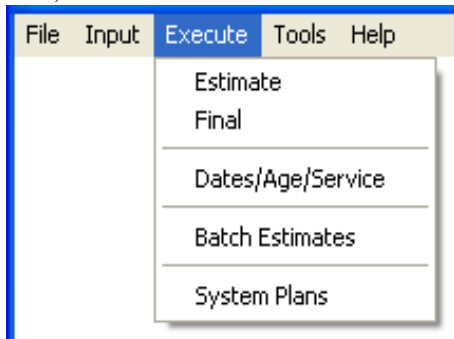 File Input Execute Tools Help
Estimate
Final
Dates/Age/Service
Batch Estimates
System Plans